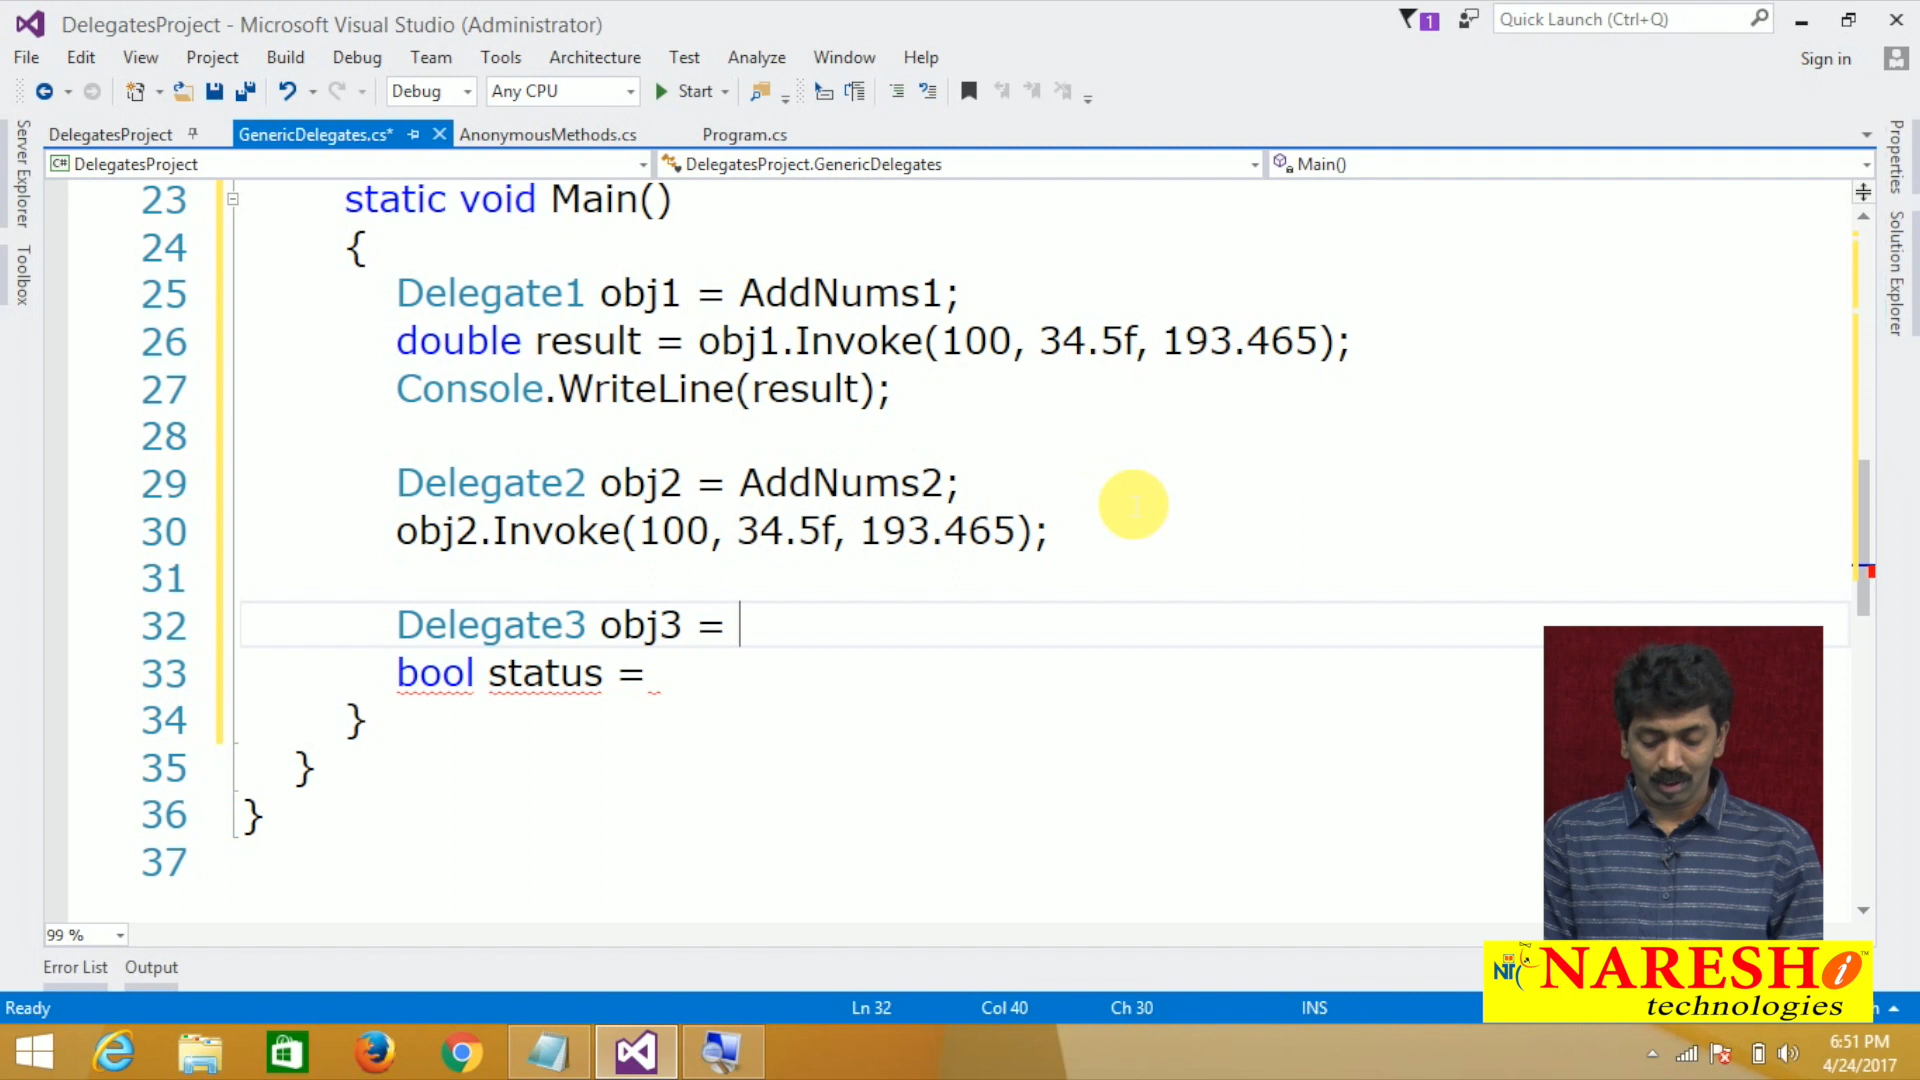 DelegatesProject - Microsoft Visual Studio (Administrator)
1
Quick Launch (Ctrl+Q)
File Edit View Project Build Debug Team Tools Architecture Test Analyze Window Help
Sign in
Debug Any CPU Start
DelegatesProject GenericDelegates.cs* AnonymousMethods.cs Program.cs
C# DelegatesProject DelegatesProject.GenericDelegates Main()
Server Explorer
Toolbox
Properties
Solution Explorer
23 static void Main()
24 {
25 Delegate1 obj1 = AddNums1;
26 double result = obj1.Invoke(100, 34.5f, 193.465);
27 Console.WriteLine(result);
28
29 Delegate2 obj2 = AddNums2;
30 obj2.Invoke(100, 34.5f, 193.465);
31
32 Delegate3 obj3 =
33 bool status =
34 }
35 }
36 }
37
99 %
Error List Output
Ready Ln 32 Col 40 Ch 30 INS
NARESH i
technologies
6:51 PM
4/24/2017